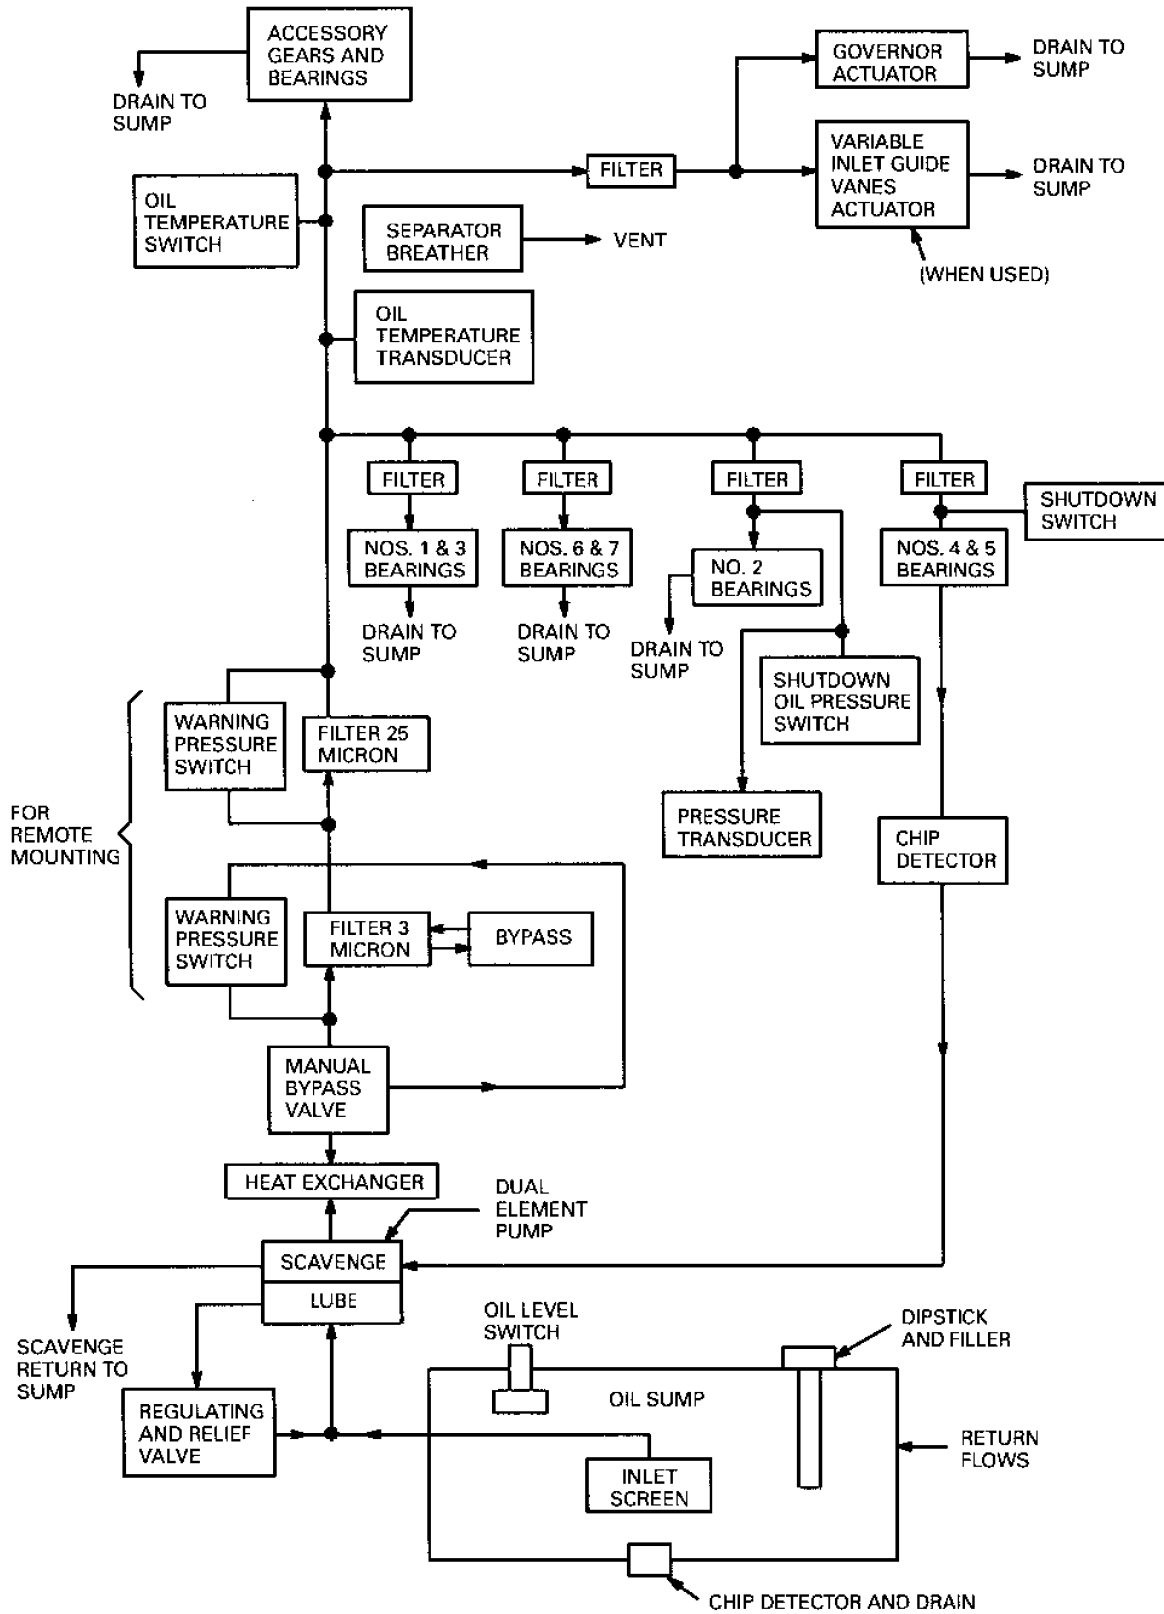 ACCESSORY
GEARS AND
BEARINGS
DRAIN TO
SUMP
GOVERNOR
ACTUATOR
DRAIN TO
SUMP
VARIABLE
INLET GUIDE
VANES
ACTUATOR
DRAIN TO
SUMP
(WHEN USED)
FILTER
OIL
TEMPERATURE
SWITCH
SEPARATOR
BREATHER
VENT
OIL
TEMPERATURE
TRANSDUCER
FILTER
FILTER
FILTER
FILTER
SHUTDOWN
SWITCH
NOS. 1 & 3
BEARINGS
NOS. 6 & 7
BEARINGS
NO. 2
BEARINGS
NOS. 4 & 5
BEARINGS
DRAIN TO
SUMP
DRAIN TO
SUMP
DRAIN TO
SUMP
SHUTDOWN
OIL PRESSURE
SWITCH
WARNING
PRESSURE
SWITCH
FILTER 25
MICRON
FOR
REMOTE
MOUNTING
PRESSURE
TRANSDUCER
CHIP
DETECTOR
WARNING
PRESSURE
SWITCH
FILTER 3
MICRON
BYPASS
MANUAL
BYPASS
VALVE
HEAT EXCHANGER
DUAL
ELEMENT
PUMP
SCAVENGE
LUBE
SCAVENGE
RETURN TO
SUMP
OIL LEVEL
SWITCH
DIPSTICK
AND FILLER
REGULATING
AND RELIEF
VALVE
OIL SUMP
RETURN
FLOWS
INLET
SCREEN
CHIP DETECTOR AND DRAIN